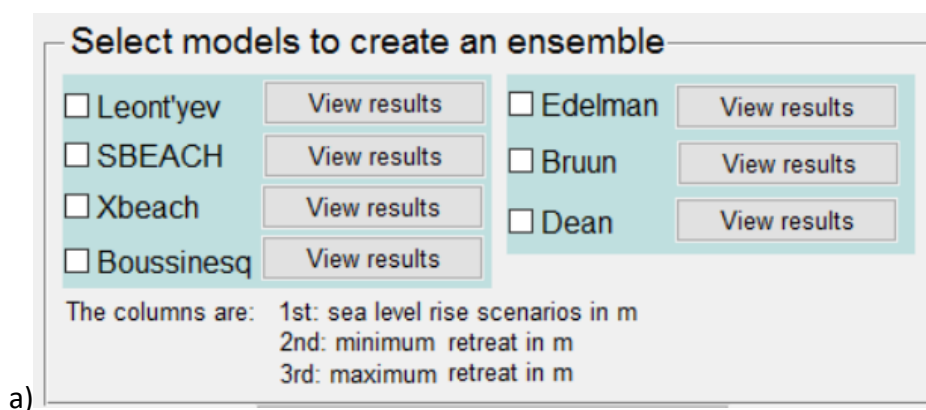 Select models to create an ensemble
Leont'yev View results Edelman View results
SBEACH View results Bruun View results
Xbeach View results Dean View results
Boussinesq View results
The columns are: 1st: sea level rise scenarios in m
2nd: minimum retreat in m
3rd: maximum retreat in m
a)